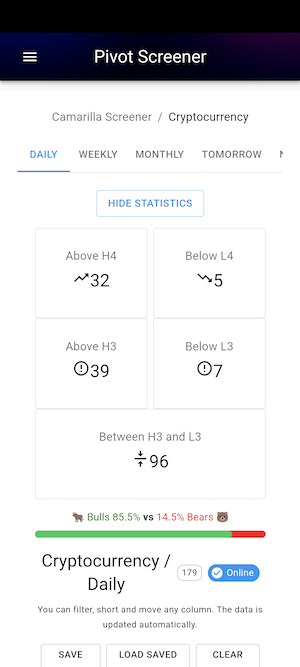 Pivot Screener
Camarilla Screener / Cryptocurrency
DAILY WEEKLY MONTHLY TOMORROW
HIDE STATISTICS
Above H4 Below L4
32 5
Above H3 Below L3
39 7
Between H3 and L3
96
🐂 Bulls 85.5% vs 14.5% Bears 🐻
Cryptocurrency /
Daily 179 Online
You can filter, short and move any column. The data is
updated automatically.
SAVE LOAD SAVED CLEAR